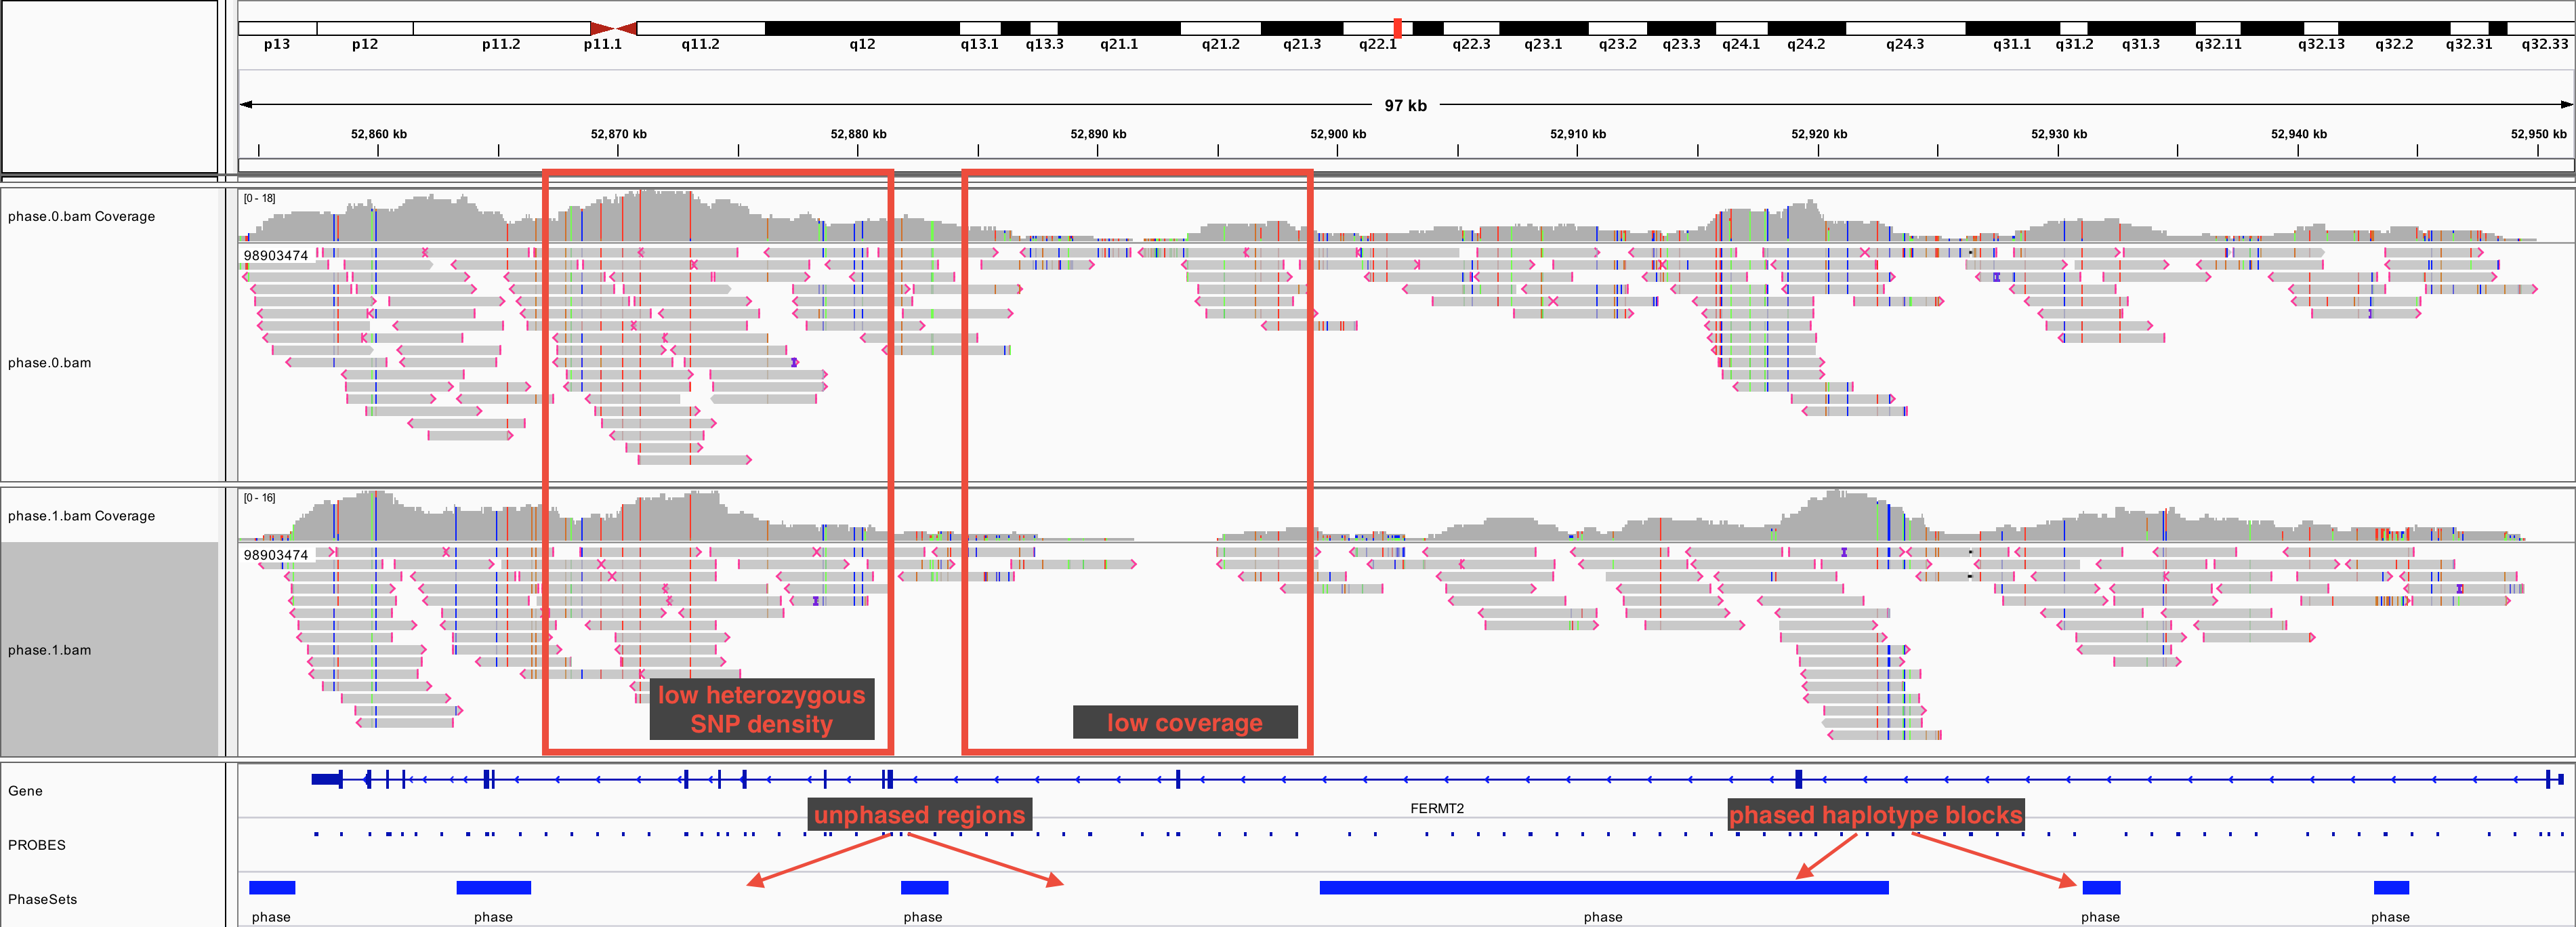 p13 p12 p11.2 p11.1 q11.2 q12 q13.1 q13.3 q21.1 q21.2 q21.3 q22.1 q22.3 q23.1 q23.2 q23.3 q24.1 q24.2 q24.3 q31.1 q31.2 q31.3 q32.11 q32.13 q32.2 q32.31 q32.33
97 kb
52,860 kb 52,870 kb 52,880 kb 52,890 kb 52,900 kb 52,910 kb 52,920 kb 52,930 kb 52,940 kb 52,950 kb
[0 - 18]
phase.0.bam Coverage
98903474
phase.0.bam
[0 - 16]
phase.1.bam Coverage
98903474
phase.1.bam
low heterozygous
SNP density
low coverage
Gene
FERMT2
unphased regions
phased haplotype blocks
PROBES
PhaseSets
phase phase phase phase phase phase